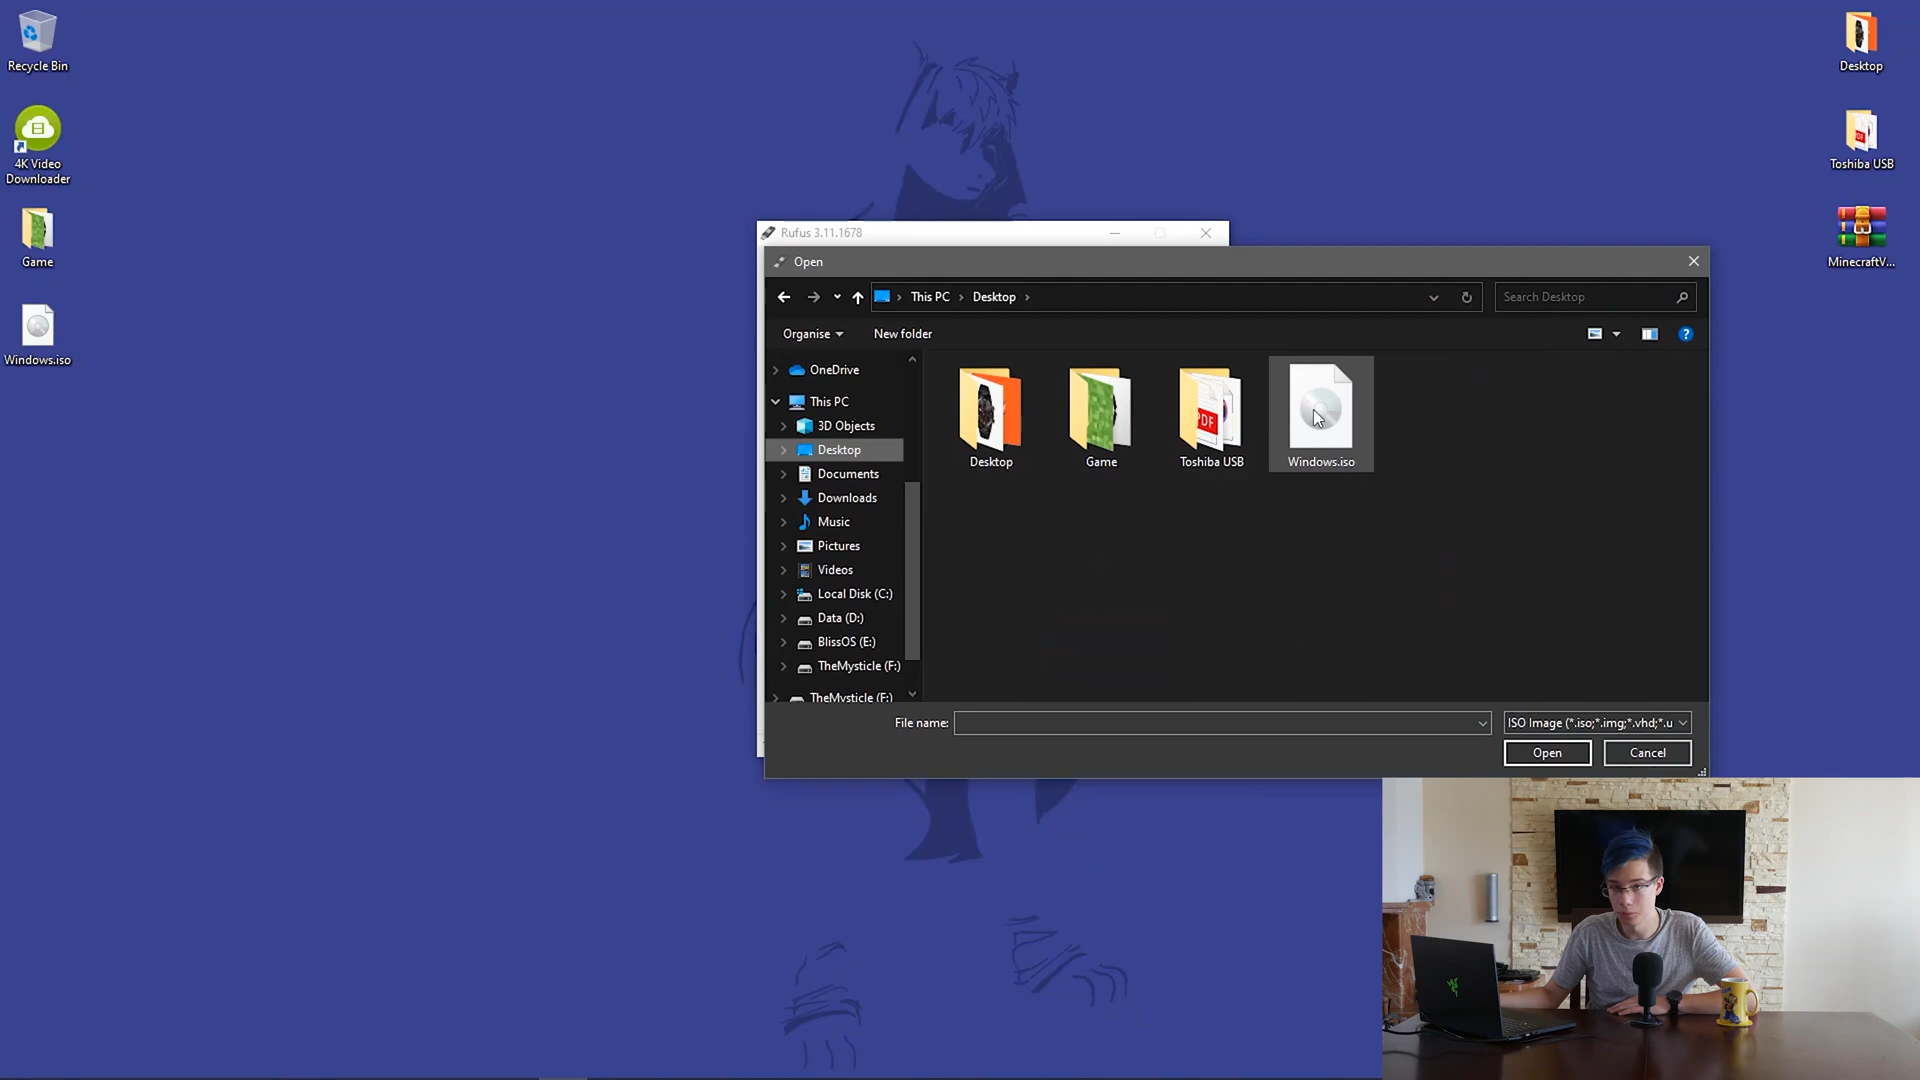 Recycle Bin
4K Video
Downloader
Game
Windows.iso
Desktop
Toshiba USB
MinecraftV...
Rufus 3.11.1678
Open
This PC
Desktop
Search Desktop
Organise
New folder
OneDrive
This PC
3D Objects
Desktop
Documents
Downloads
Music
Pictures
Videos
Local Disk (C:)
Data (D:)
BlissOS (E:)
TheMysticle (F:)
TheMysticle (F:)
Desktop
Game
PDF
Toshiba USB
Windows.iso
File name:
ISO Image (*.iso;*.img;*.vhd;*.u
Open
Cancel